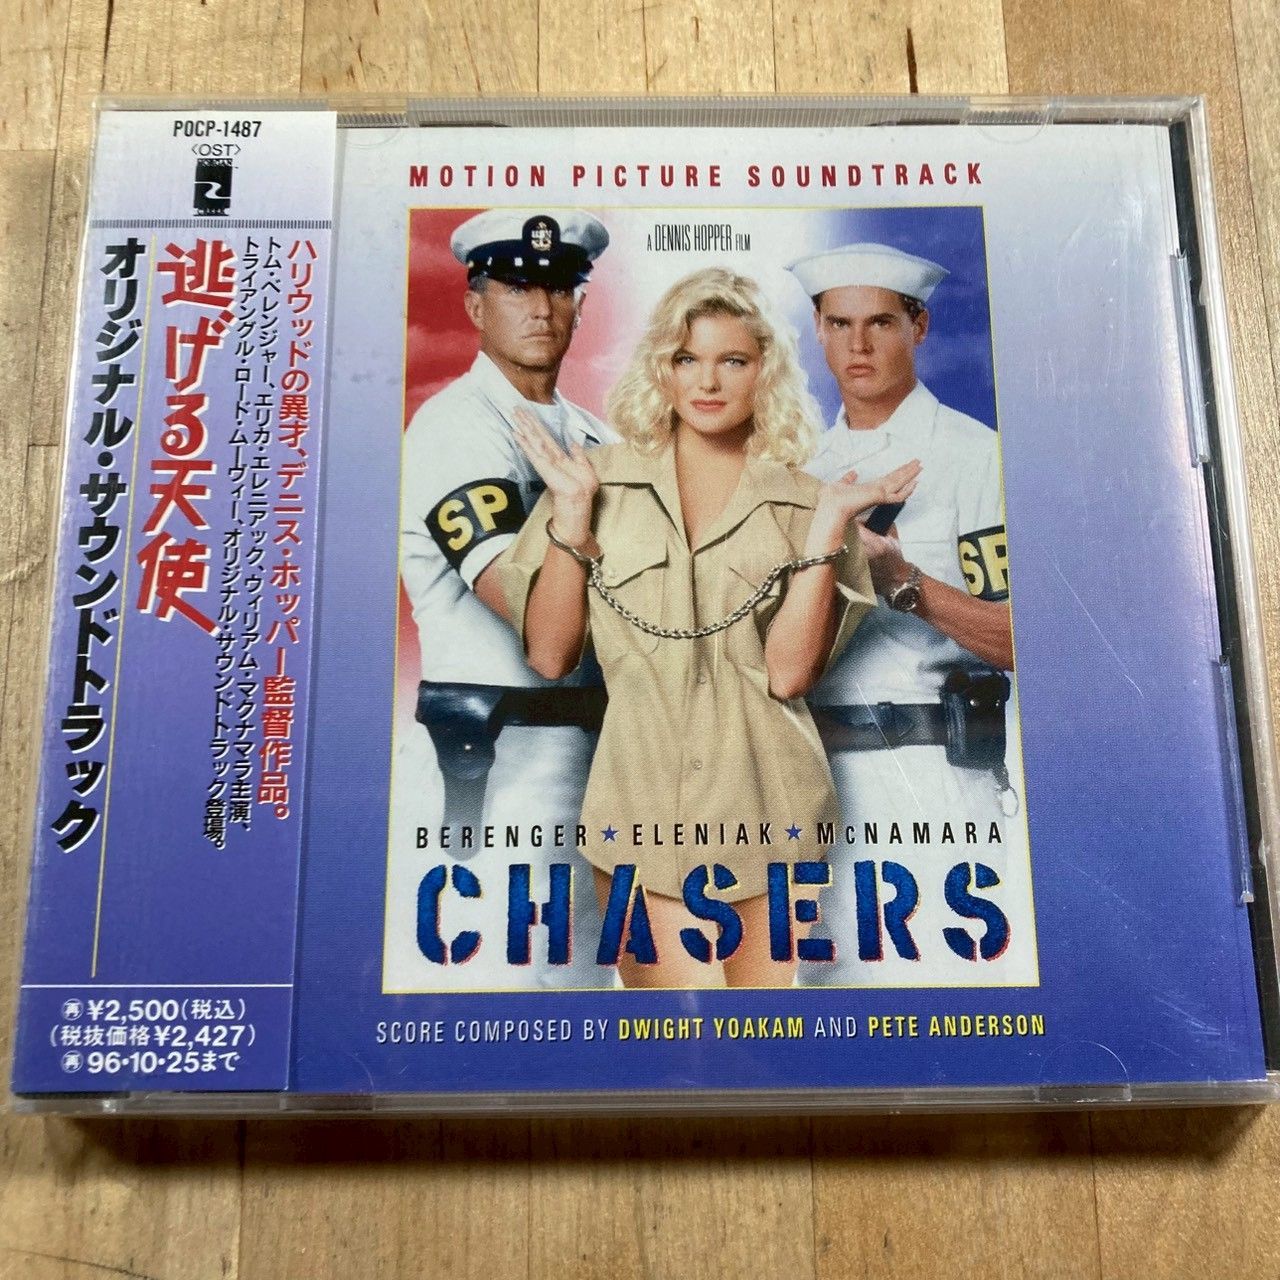 POCP-1487
〈OST〉
ハリウッドの異才、デニス・ホッパー監督作品。
トム・ベレンジャー、エリカ・エレニアック、ウィリアム・マクナマラ主演、
トライアングル・ロード・ムーヴィー、オリジナル・サウンドトラック登場。
逃げる天使
オリジナル・サウンドトラック
再¥2,500(税込)
(税抜価格¥2,427)
再96・10・25まで
MOTION PICTURE SOUNDTRACK
A DENNIS HOPPER FILM
SP
SP
BERENGER★ELENIAK★McNAMARA
CHASERS
SCORE COMPOSED BY DWIGHT YOAKAM AND PETE ANDERSON